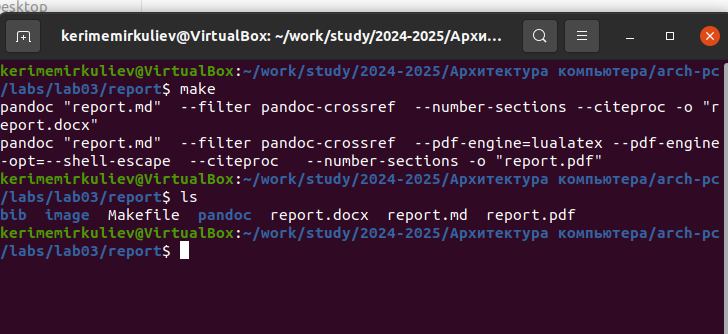 Desktop
kerimemirkuliev@VirtualBox: ~/work/study/2024-2025/Архи...
kerimemirkuliev@VirtualBox:~/work/study/2024-2025/Архитектура компьютера/arch-pc
/labs/lab03/report$ make
pandoc "report.md"  --filter pandoc-crossref  --number-sections --citeproc -o "r
eport.docx"
pandoc "report.md"  --filter pandoc-crossref  --pdf-engine=lualatex --pdf-engine
-opt=--shell-escape  --citeproc   --number-sections -o "report.pdf"
kerimemirkuliev@VirtualBox:~/work/study/2024-2025/Архитектура компьютера/arch-pc
/labs/lab03/report$ ls
bib  image  Makefile  pandoc  report.docx  report.md  report.pdf
kerimemirkuliev@VirtualBox:~/work/study/2024-2025/Архитектура компьютера/arch-pc
/labs/lab03/report$